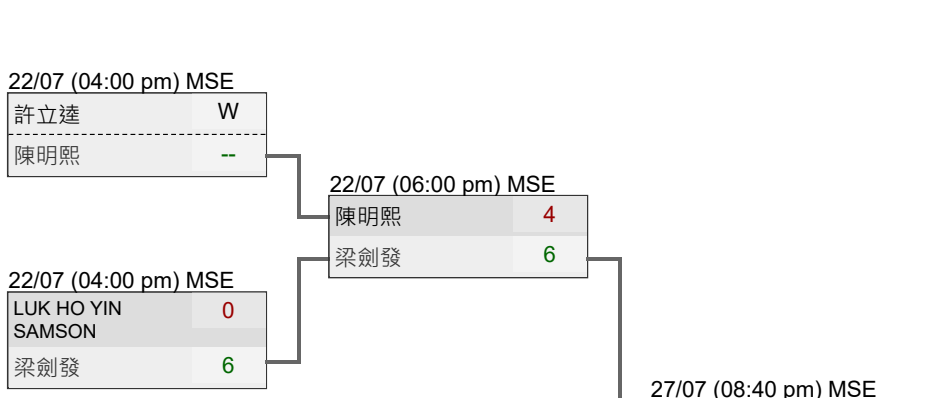 22/07 (04:00 pm) MSE
許立達 W
陳明熙 --
22/07 (06:00 pm) MSE
陳明熙 4
梁劍發 6
22/07 (04:00 pm) MSE
LUK HO YIN
SAMSON 0
梁劍發 6
27/07 (08:40 pm) MSE